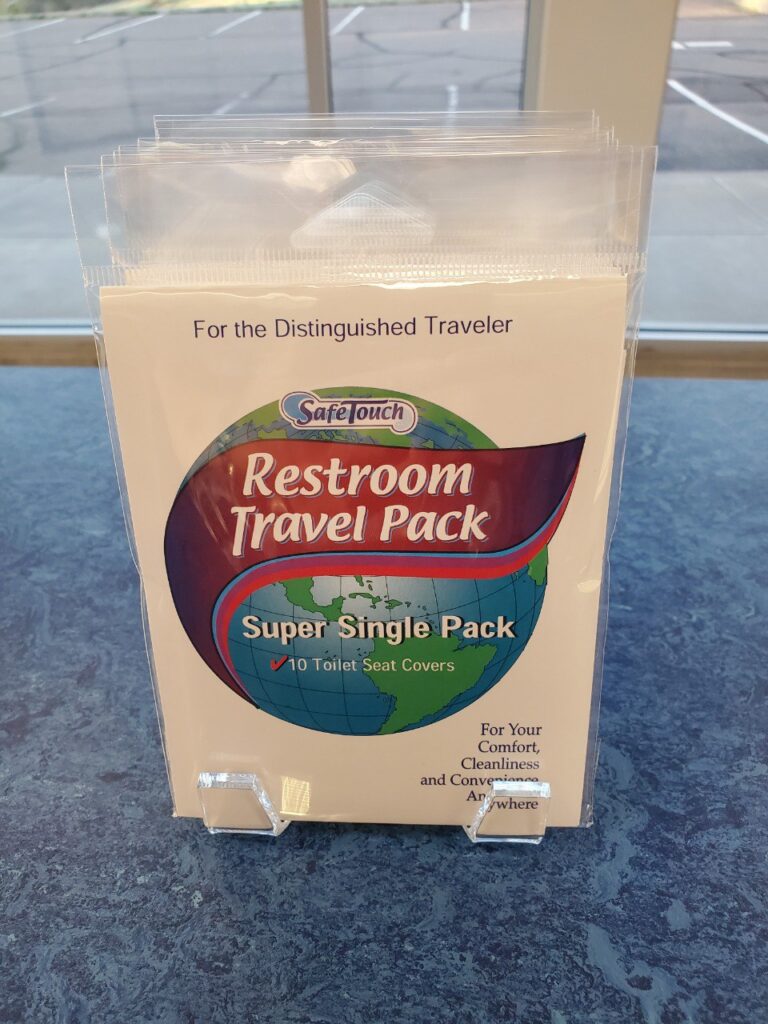 For the Distinguished Traveler
SafeTouch
Restroom
Travel Pack
Super Single Pack
10 Toilet Seat Covers
For Your
Comfort,
Cleanliness
and Convenience
Anywhere